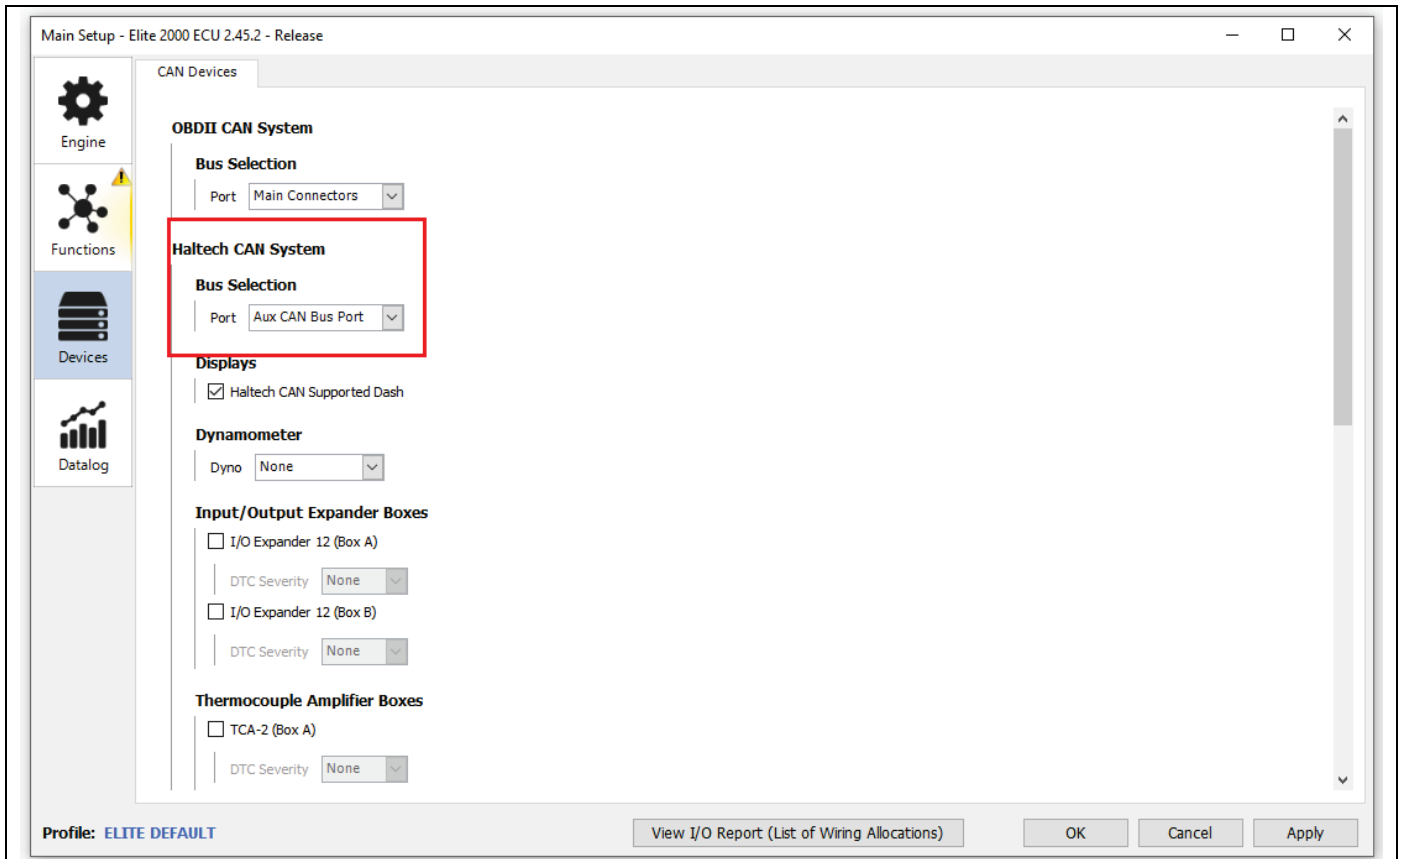 Main Setup - Elite 2000 ECU 2.45.2 - Release
CAN Devices
Engine
Functions
Devices
Datalog
OBDII CAN System
Bus Selection
Port Main Connectors
Haltech CAN System
Bus Selection
Port Aux CAN Bus Port
Displays
Haltech CAN Supported Dash
Dynamometer
Dyno None
Input/Output Expander Boxes
I/O Expander 12 (Box A)
DTC Severity None
I/O Expander 12 (Box B)
DTC Severity None
Thermocouple Amplifier Boxes
TCA-2 (Box A)
DTC Severity None
Profile: ELITE DEFAULT
View I/O Report (List of Wiring Allocations)
OK
Cancel
Apply